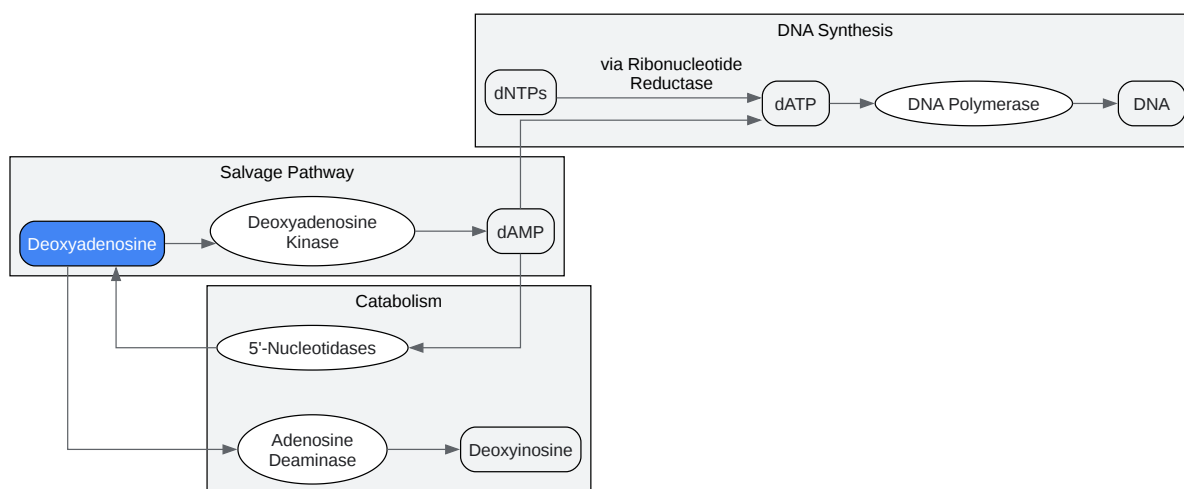 DNA Synthesis
via Ribonucleotide
Reductase
dNTPs
dATP
DNA Polymerase
DNA
Salvage Pathway
Deoxyadenosine
Deoxyadenosine
Kinase
dAMP
Catabolism
5'-Nucleotidases
Adenosine
Deaminase
Deoxyinosine